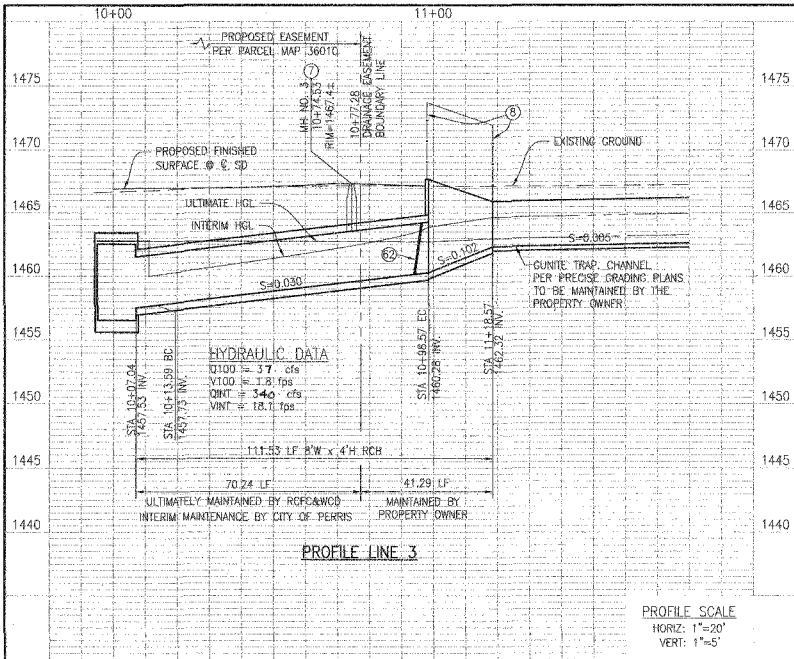 10+00
11+00
PROPOSED EASEMENT
PER PARCEL MAP 36010
MH NO. 3
10+74.53
RIM=1467.4±
7
10+77.28
DRAINAGE EASEMENT
BOUNDARY LINE
8
1475
1475
1470
1470
PROPOSED FINISHED
SURFACE @ ℄ SD
EXISTING GROUND
1465
1465
ULTIMATE HGL
INTERIM HGL
S=0.005
62
S=0.102
1460
1460
S=0.030
GUNITE TRAP. CHANNEL
PER PRECISE GRADING PLANS
TO BE MAINTAINED BY THE
PROPERTY OWNER
1455
1455
STA 10+07.04
1457.53 INV.
STA 10+13.59 BC
1457.73 INV.
HYDRAULIC DATA
Q100 = 37 cfs
V100 = 1.8 fps
QINT = 340 cfs
VINT = 18.1 fps
STA 10+98.57 EC
1460.28 INV.
STA 11+18.57
1462.32 INV.
1450
1450
1445
1445
111.53 LF 8'W x 4'H RCB
70.24 LF
41.29 LF
ULTIMATELY MAINTAINED BY RCFC&WCD
INTERIM MAINTENANCE BY CITY OF PERRIS
MAINTAINED BY
PROPERTY OWNER
1440
1440
PROFILE LINE 3
PROFILE SCALE
HORIZ: 1"=20'
VERT: 1"=5'